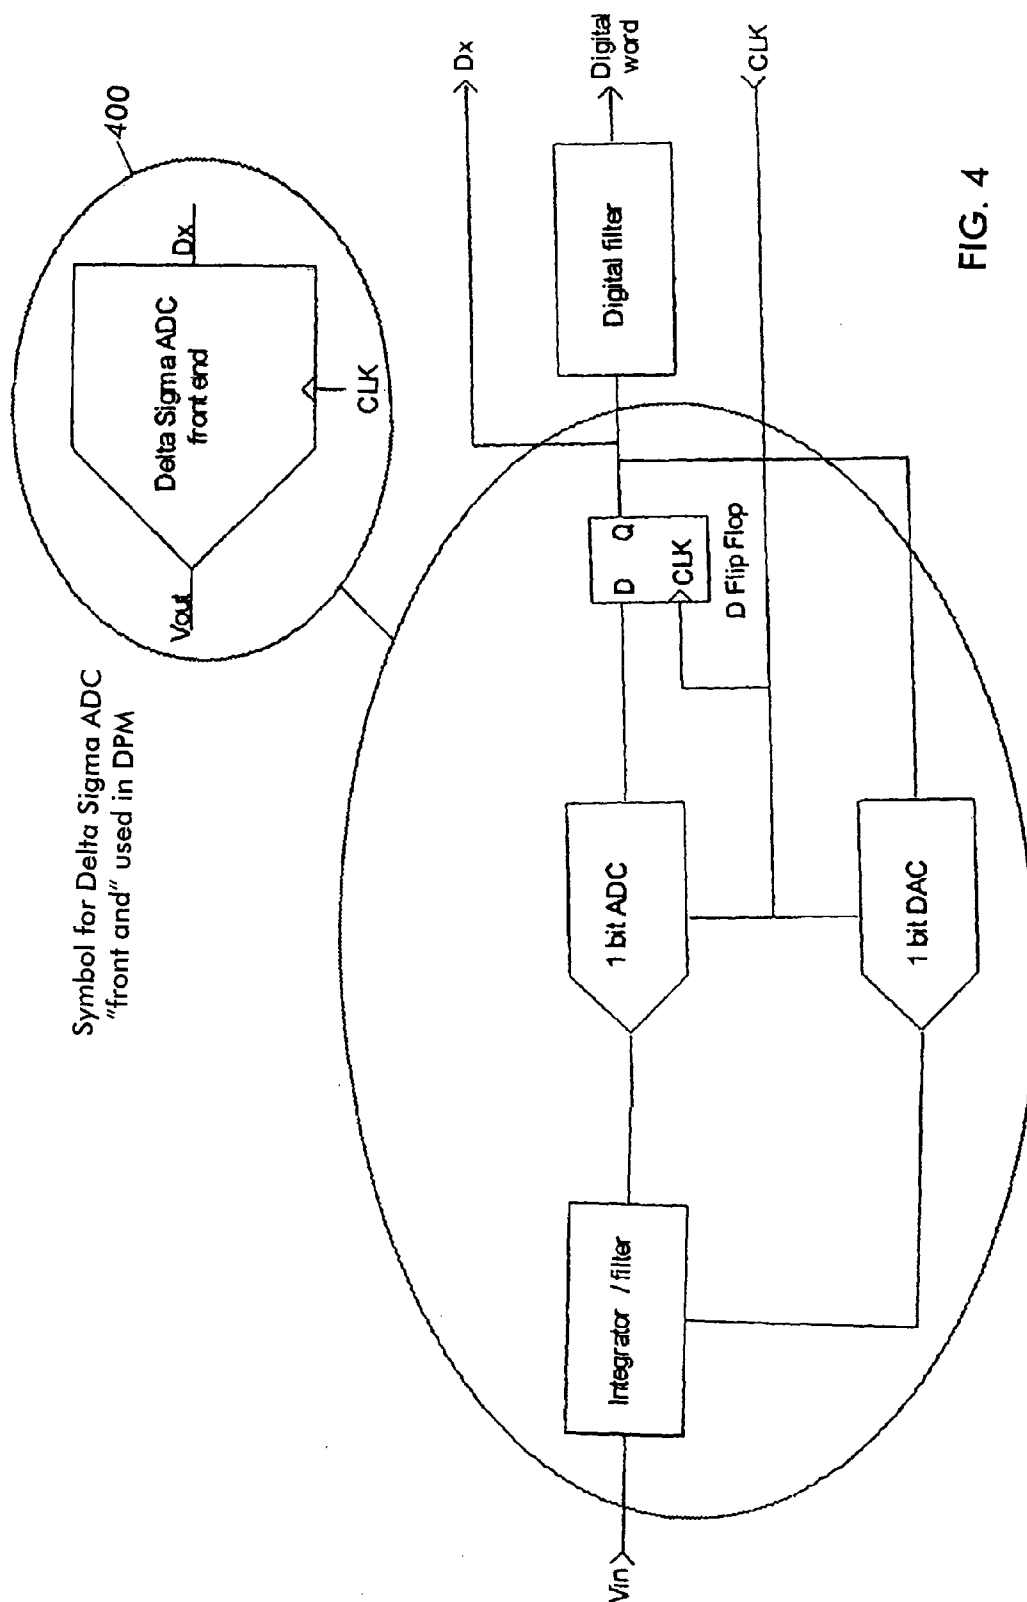 Symbol for Delta Sigma ADC
"front and" used in DPM
400
Vout
Delta Sigma ADC
front end
Dx
CLK
Dx
Vin
Integrator / filter
1 bit ADC
D
Q
CLK
D Flip Flop
Digital filter
Digital
word
1 bit DAC
CLK
FIG. 4